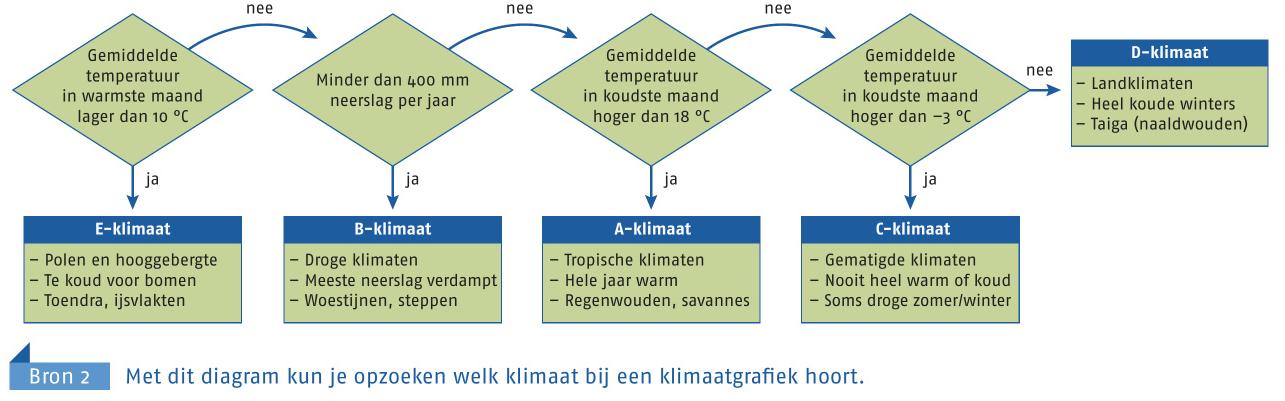 Gemiddelde
temperatuur
in warmste maand
lager dan 10 °C
nee
ja
E-klimaat
– Polen en hooggebergte
– Te koud voor bomen
– Toendra, ijsvlakten
Minder dan 400 mm
neerslag per jaar
nee
ja
B-klimaat
– Droge klimaten
– Meeste neerslag verdampt
– Woestijnen, steppen
Gemiddelde
temperatuur
in koudste maand
hoger dan 18 °C
nee
ja
A-klimaat
– Tropische klimaten
– Hele jaar warm
– Regenwouden, savannes
Gemiddelde
temperatuur
in koudste maand
hoger dan –3 °C
nee
ja
C-klimaat
– Gematigde klimaten
– Nooit heel warm of koud
– Soms droge zomer/winter
D-klimaat
– Landklimaten
– Heel koude winters
– Taiga (naaldwouden)
Bron 2 Met dit diagram kun je opzoeken welk klimaat bij een klimaatgrafiek hoort.